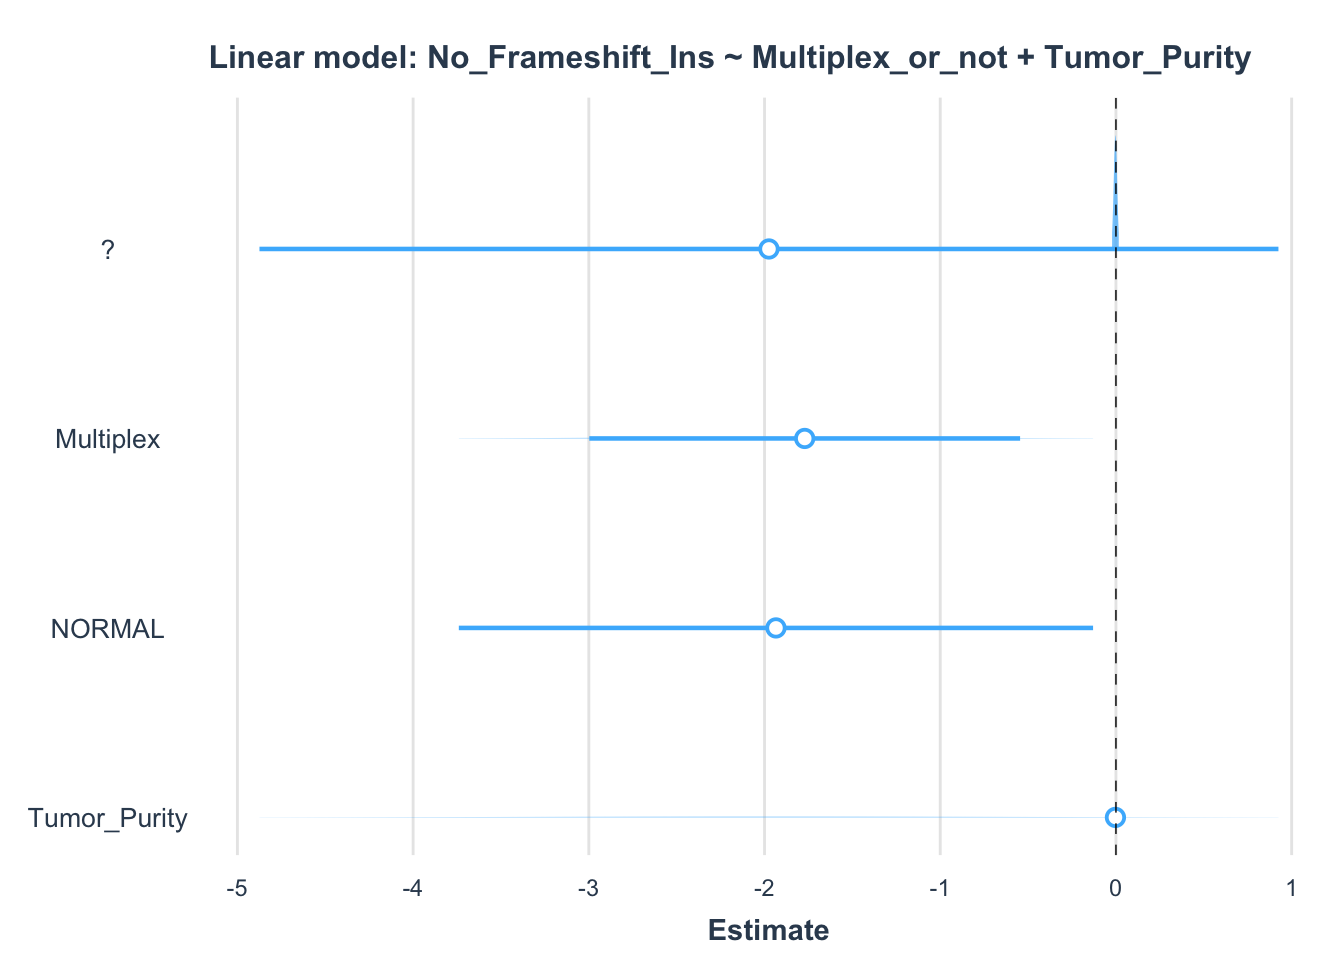 Linear model: No_Frameshift_Ins ~ Multiplex_or_not + Tumor_Purity
?
Multiplex
NORMAL
Tumor_Purity
-5 -4 -3 -2 -1 0 1
Estimate